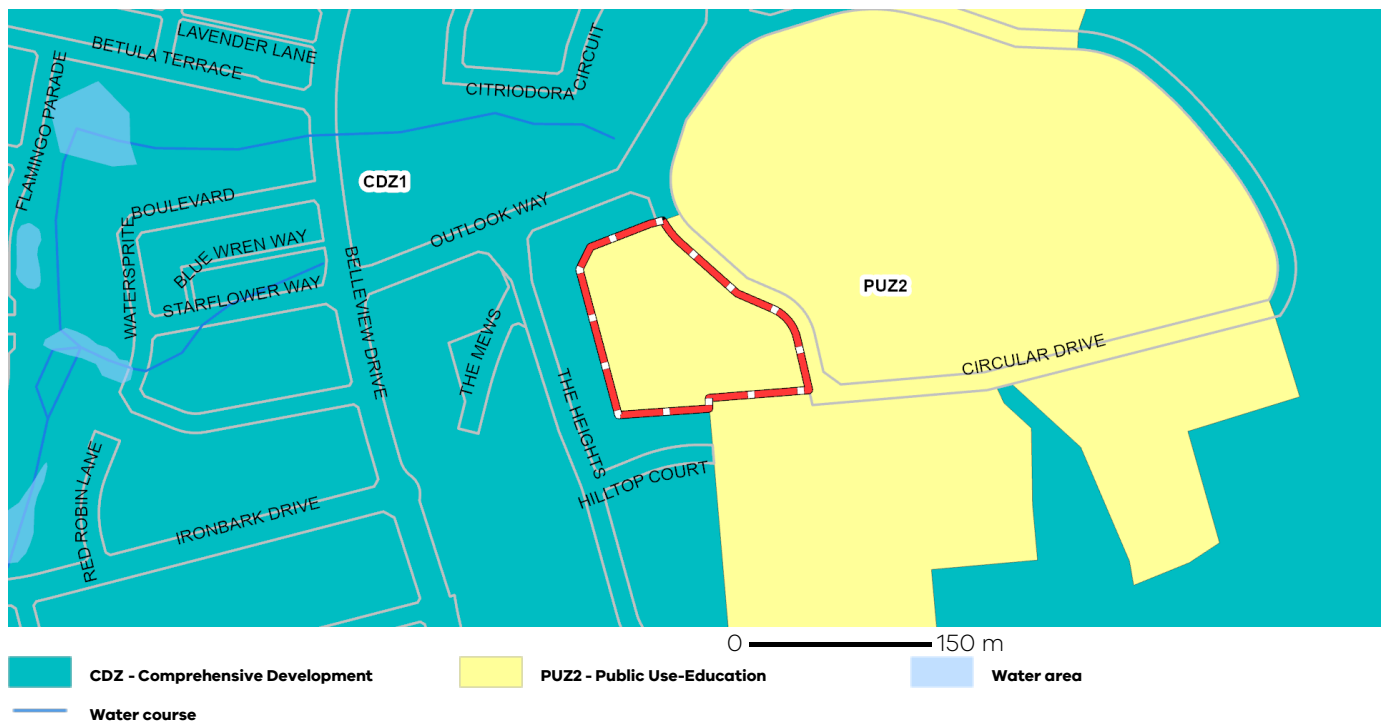 LAVENDER LANE
BETULA TERRACE
CITRIODORA CIRCUIT
FLAMINGO PARADE
CDZ1
BOULEVARD
WATERSPRITE
BLUE WREN WAY
STARFLOWER WAY
BELLEVIEW DRIVE
OUTLOOK WAY
PUZ2
THE MEWS
THE HEIGHTS
CIRCULAR DRIVE
HILLTOP COURT
RED ROBIN LANE
IRONBARK DRIVE
0 150 m
CDZ - Comprehensive Development
PUZ2 - Public Use-Education
Water area
Water course